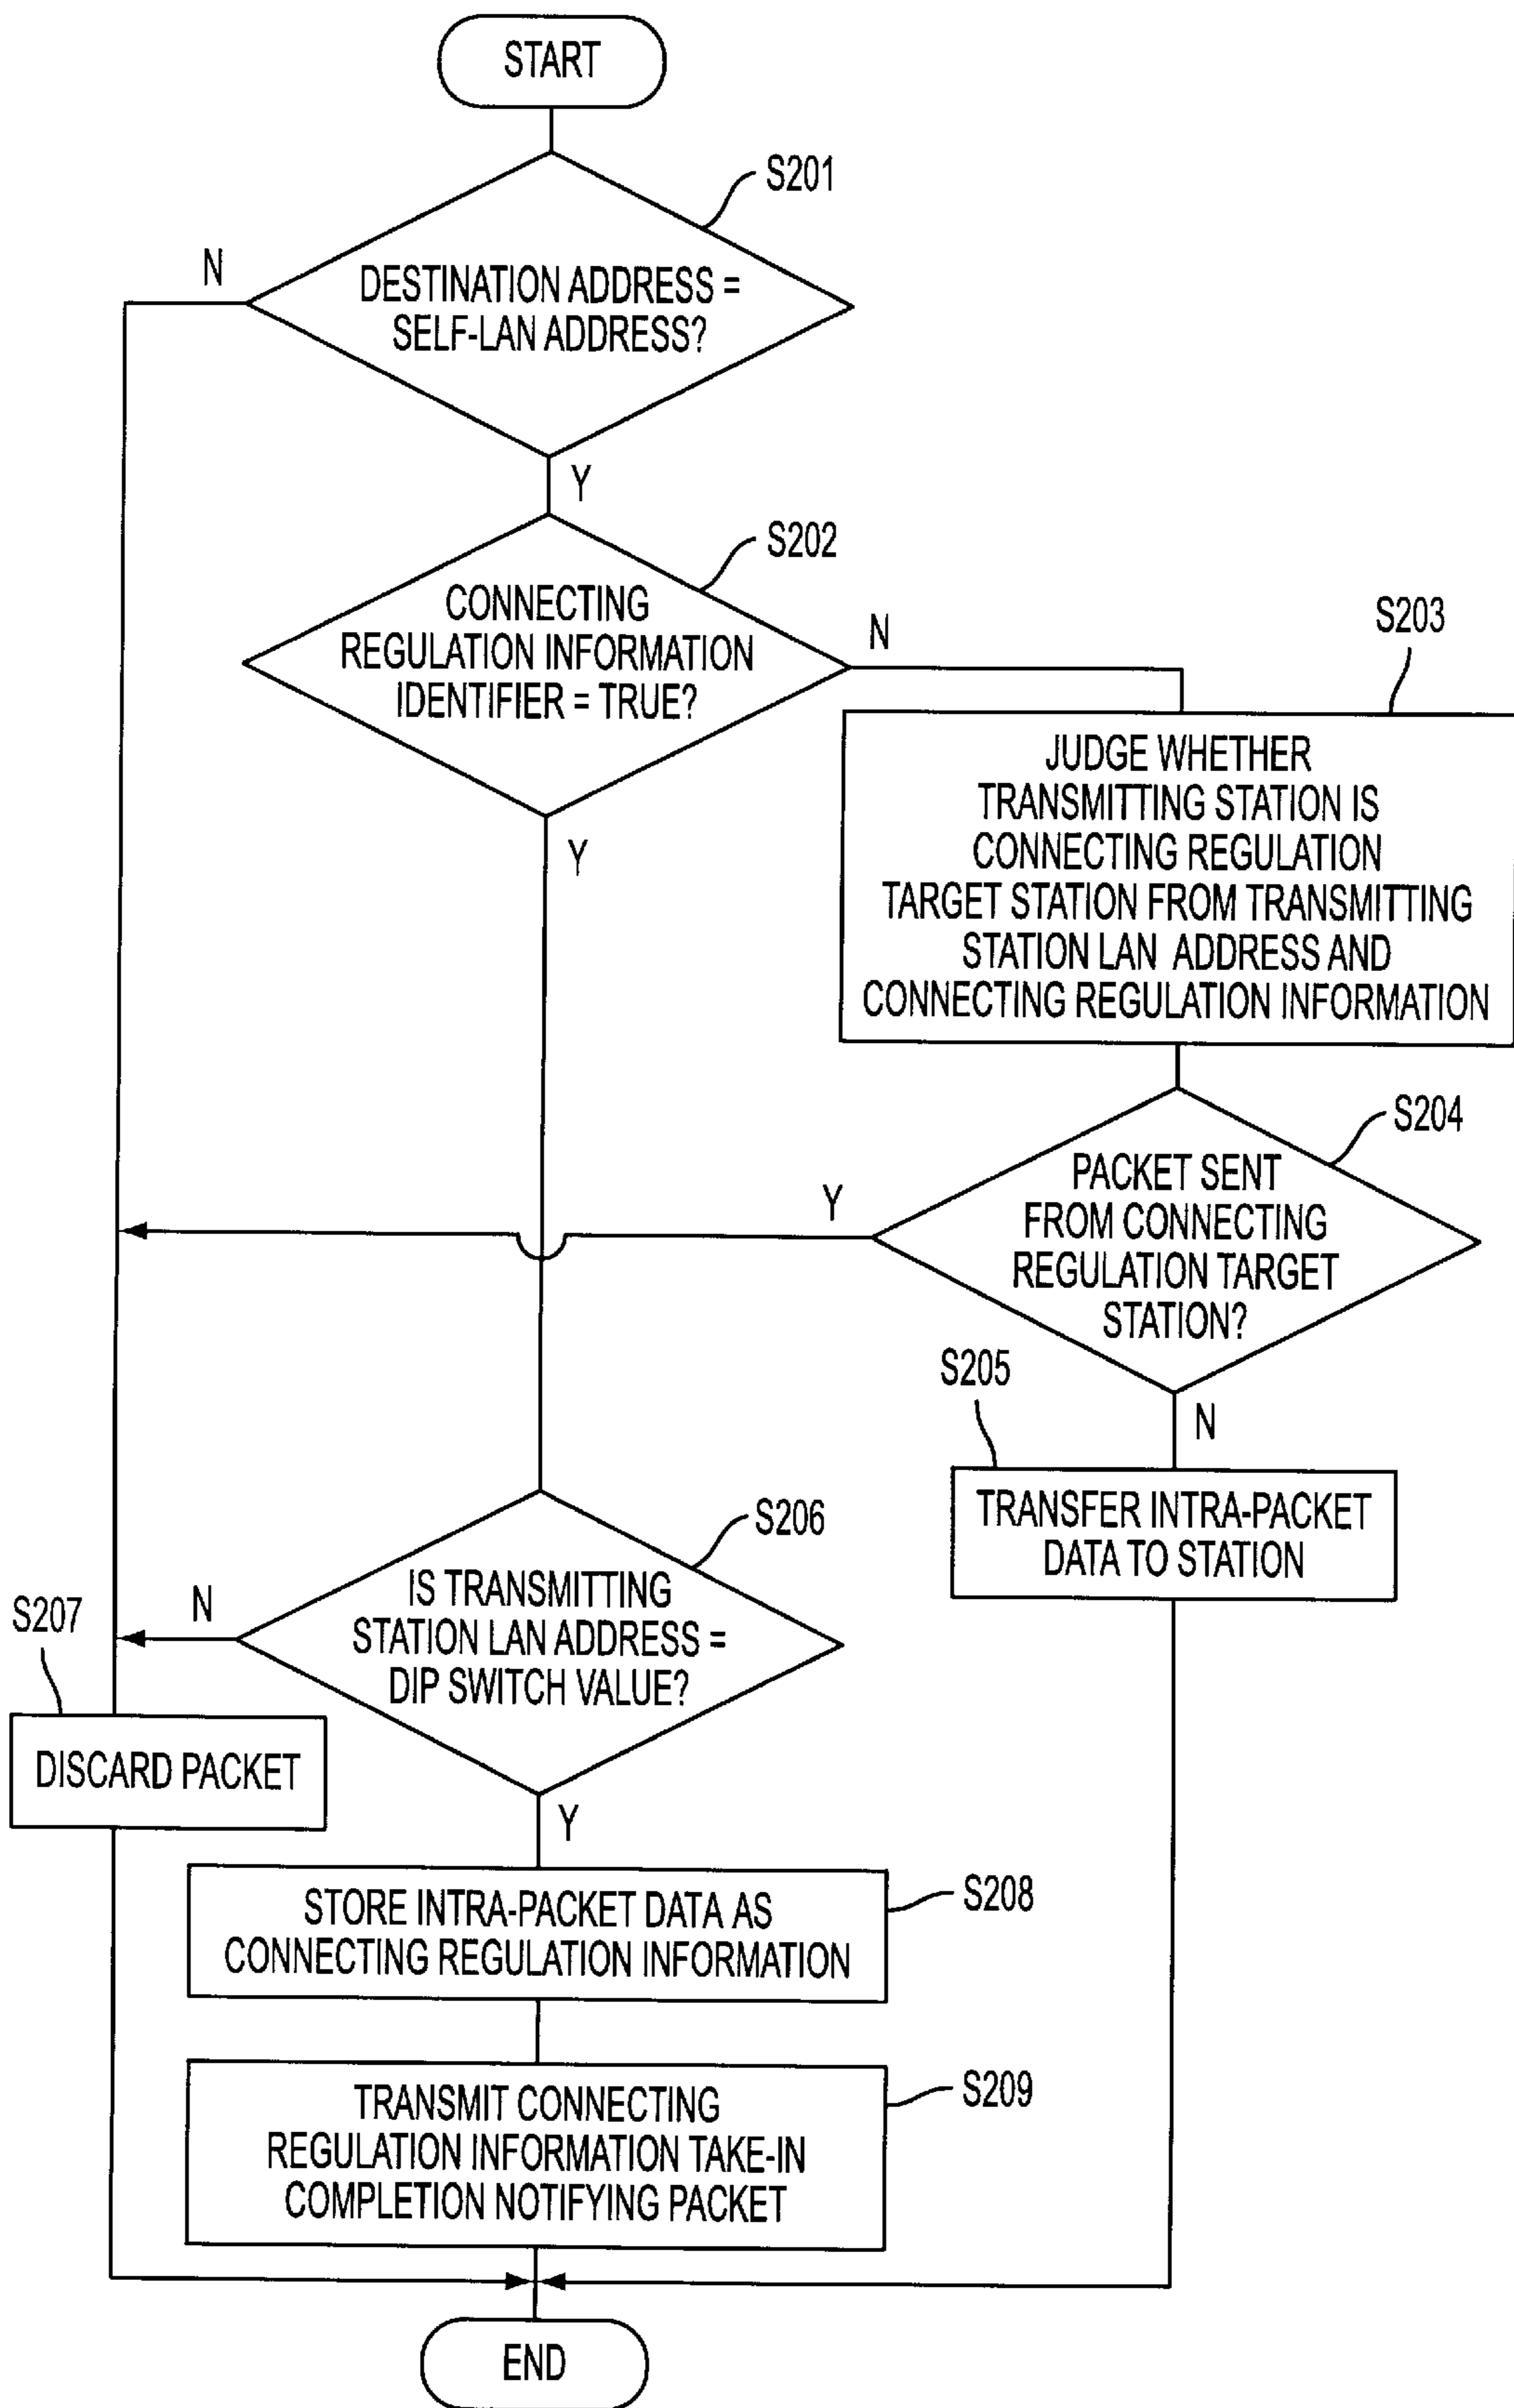 START
S201
N
DESTINATION ADDRESS =
SELF-LAN ADDRESS?
Y
S202
CONNECTING
REGULATION INFORMATION
IDENTIFIER = TRUE?
N
Y
S203
JUDGE WHETHER
TRANSMITTING STATION IS
CONNECTING REGULATION
TARGET STATION FROM TRANSMITTING
STATION LAN ADDRESS AND
CONNECTING REGULATION INFORMATION
S204
PACKET SENT
FROM CONNECTING
REGULATION TARGET
STATION?
Y
N
S205
TRANSFER INTRA-PACKET
DATA TO STATION
S206
IS TRANSMITTING
STATION LAN ADDRESS =
DIP SWITCH VALUE?
N
S207
DISCARD PACKET
Y
S208
STORE INTRA-PACKET DATA AS
CONNECTING REGULATION INFORMATION
S209
TRANSMIT CONNECTING
REGULATION INFORMATION TAKE-IN
COMPLETION NOTIFYING PACKET
END